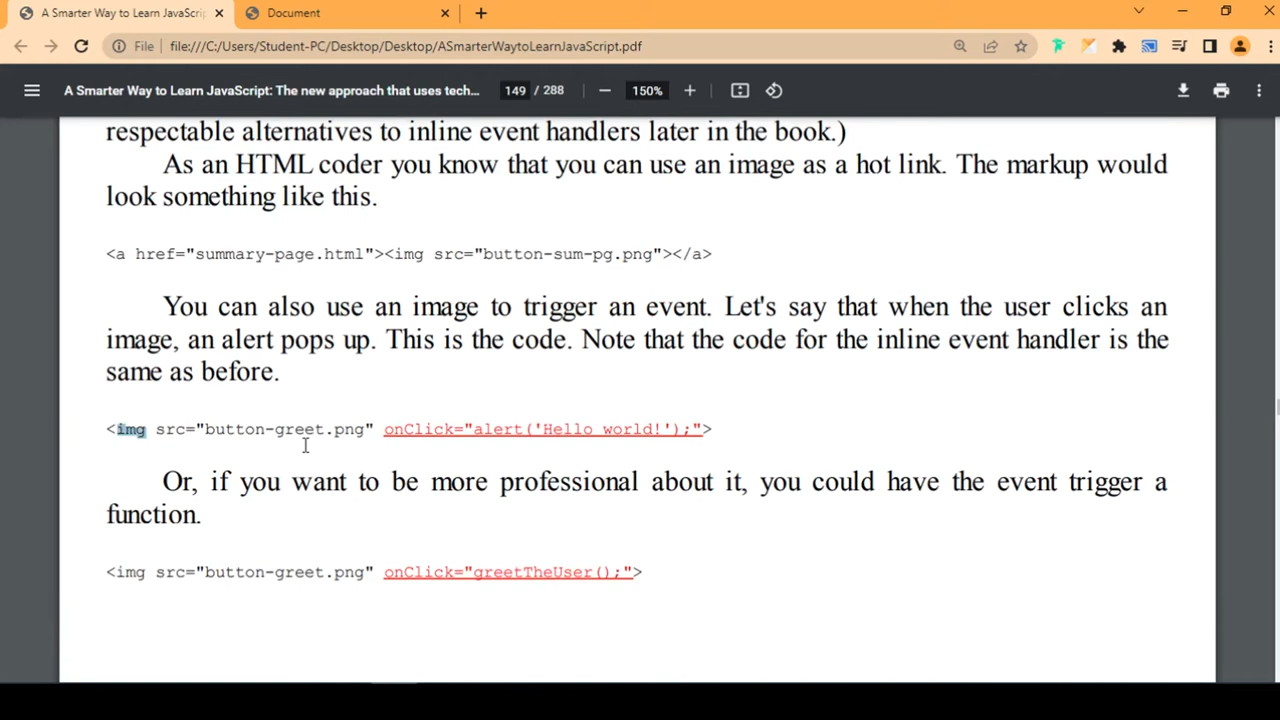 A Smarter Way to Learn JavaScri
Document
File
file:///C:/Users/Student-PC/Desktop/Desktop/ASmarterWaytoLearnJavaScript.pdf
A Smarter Way to Learn JavaScript: The new approach that uses tech...
149 / 288
150%
respectable alternatives to inline event handlers later in the book.)
As an HTML coder you know that you can use an image as a hot link. The markup would
look something like this.
<a href="summary-page.html"><img src="button-sum-pg.png"></a>
You can also use an image to trigger an event. Let's say that when the user clicks an
image, an alert pops up. This is the code. Note that the code for the inline event handler is the
same as before.
<img src="button-greet.png" onClick="alert('Hello world!');">
Or, if you want to be more professional about it, you could have the event trigger a
function.
<img src="button-greet.png" onClick="greetTheUser();">